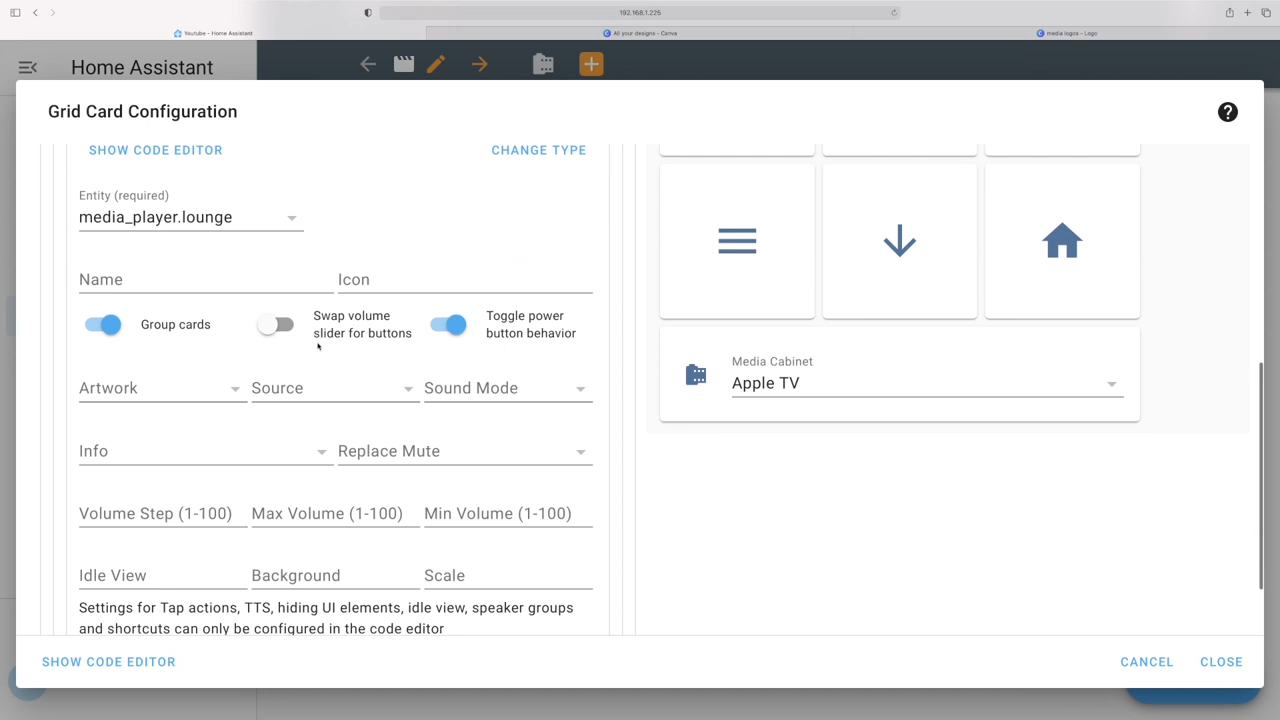 192.168.1.225
Youtube - Home Assistant
All your designs - Canva
media logos - Logo
Home Assistant
Grid Card Configuration
SHOW CODE EDITOR
CHANGE TYPE
Entity (required)
media_player.lounge
Name
Icon
Group cards
Swap volume
slider for buttons
Toggle power
button behavior
Artwork
Source
Sound Mode
Info
Replace Mute
Volume Step (1-100)
Max Volume (1-100)
Min Volume (1-100)
Idle View
Background
Scale
Settings for Tap actions, TTS, hiding UI elements, idle view, speaker groups
and shortcuts can only be configured in the code editor
Media Cabinet
Apple TV
SHOW CODE EDITOR
CANCEL
CLOSE